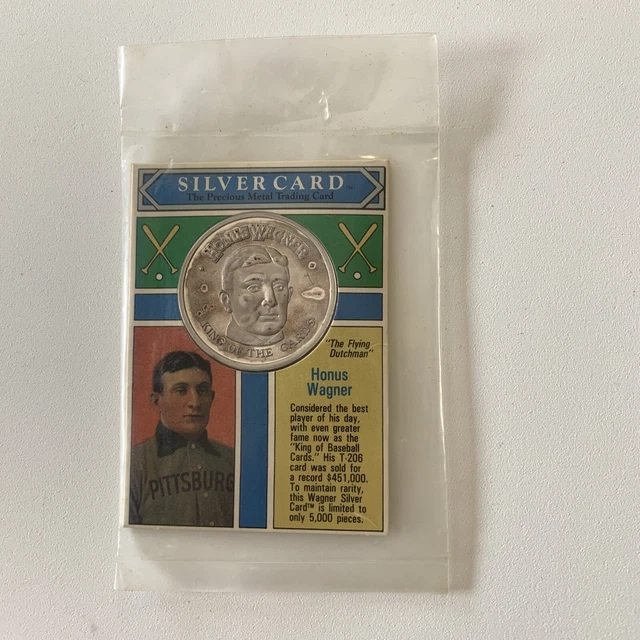 SILVER CARD™
The Precious Metal Trading Card
HONUS WAGNER
KING OF THE CARDS
"The Flying
Dutchman"
Honus
Wagner
Considered the best
player of his day,
with even greater
fame now as the
"King of Baseball
Cards." His T-206
card was sold for
a record $451,000.
To maintain rarity,
this Wagner Silver
Card™ is limited to
only 5,000 pieces.
PITTSBURG